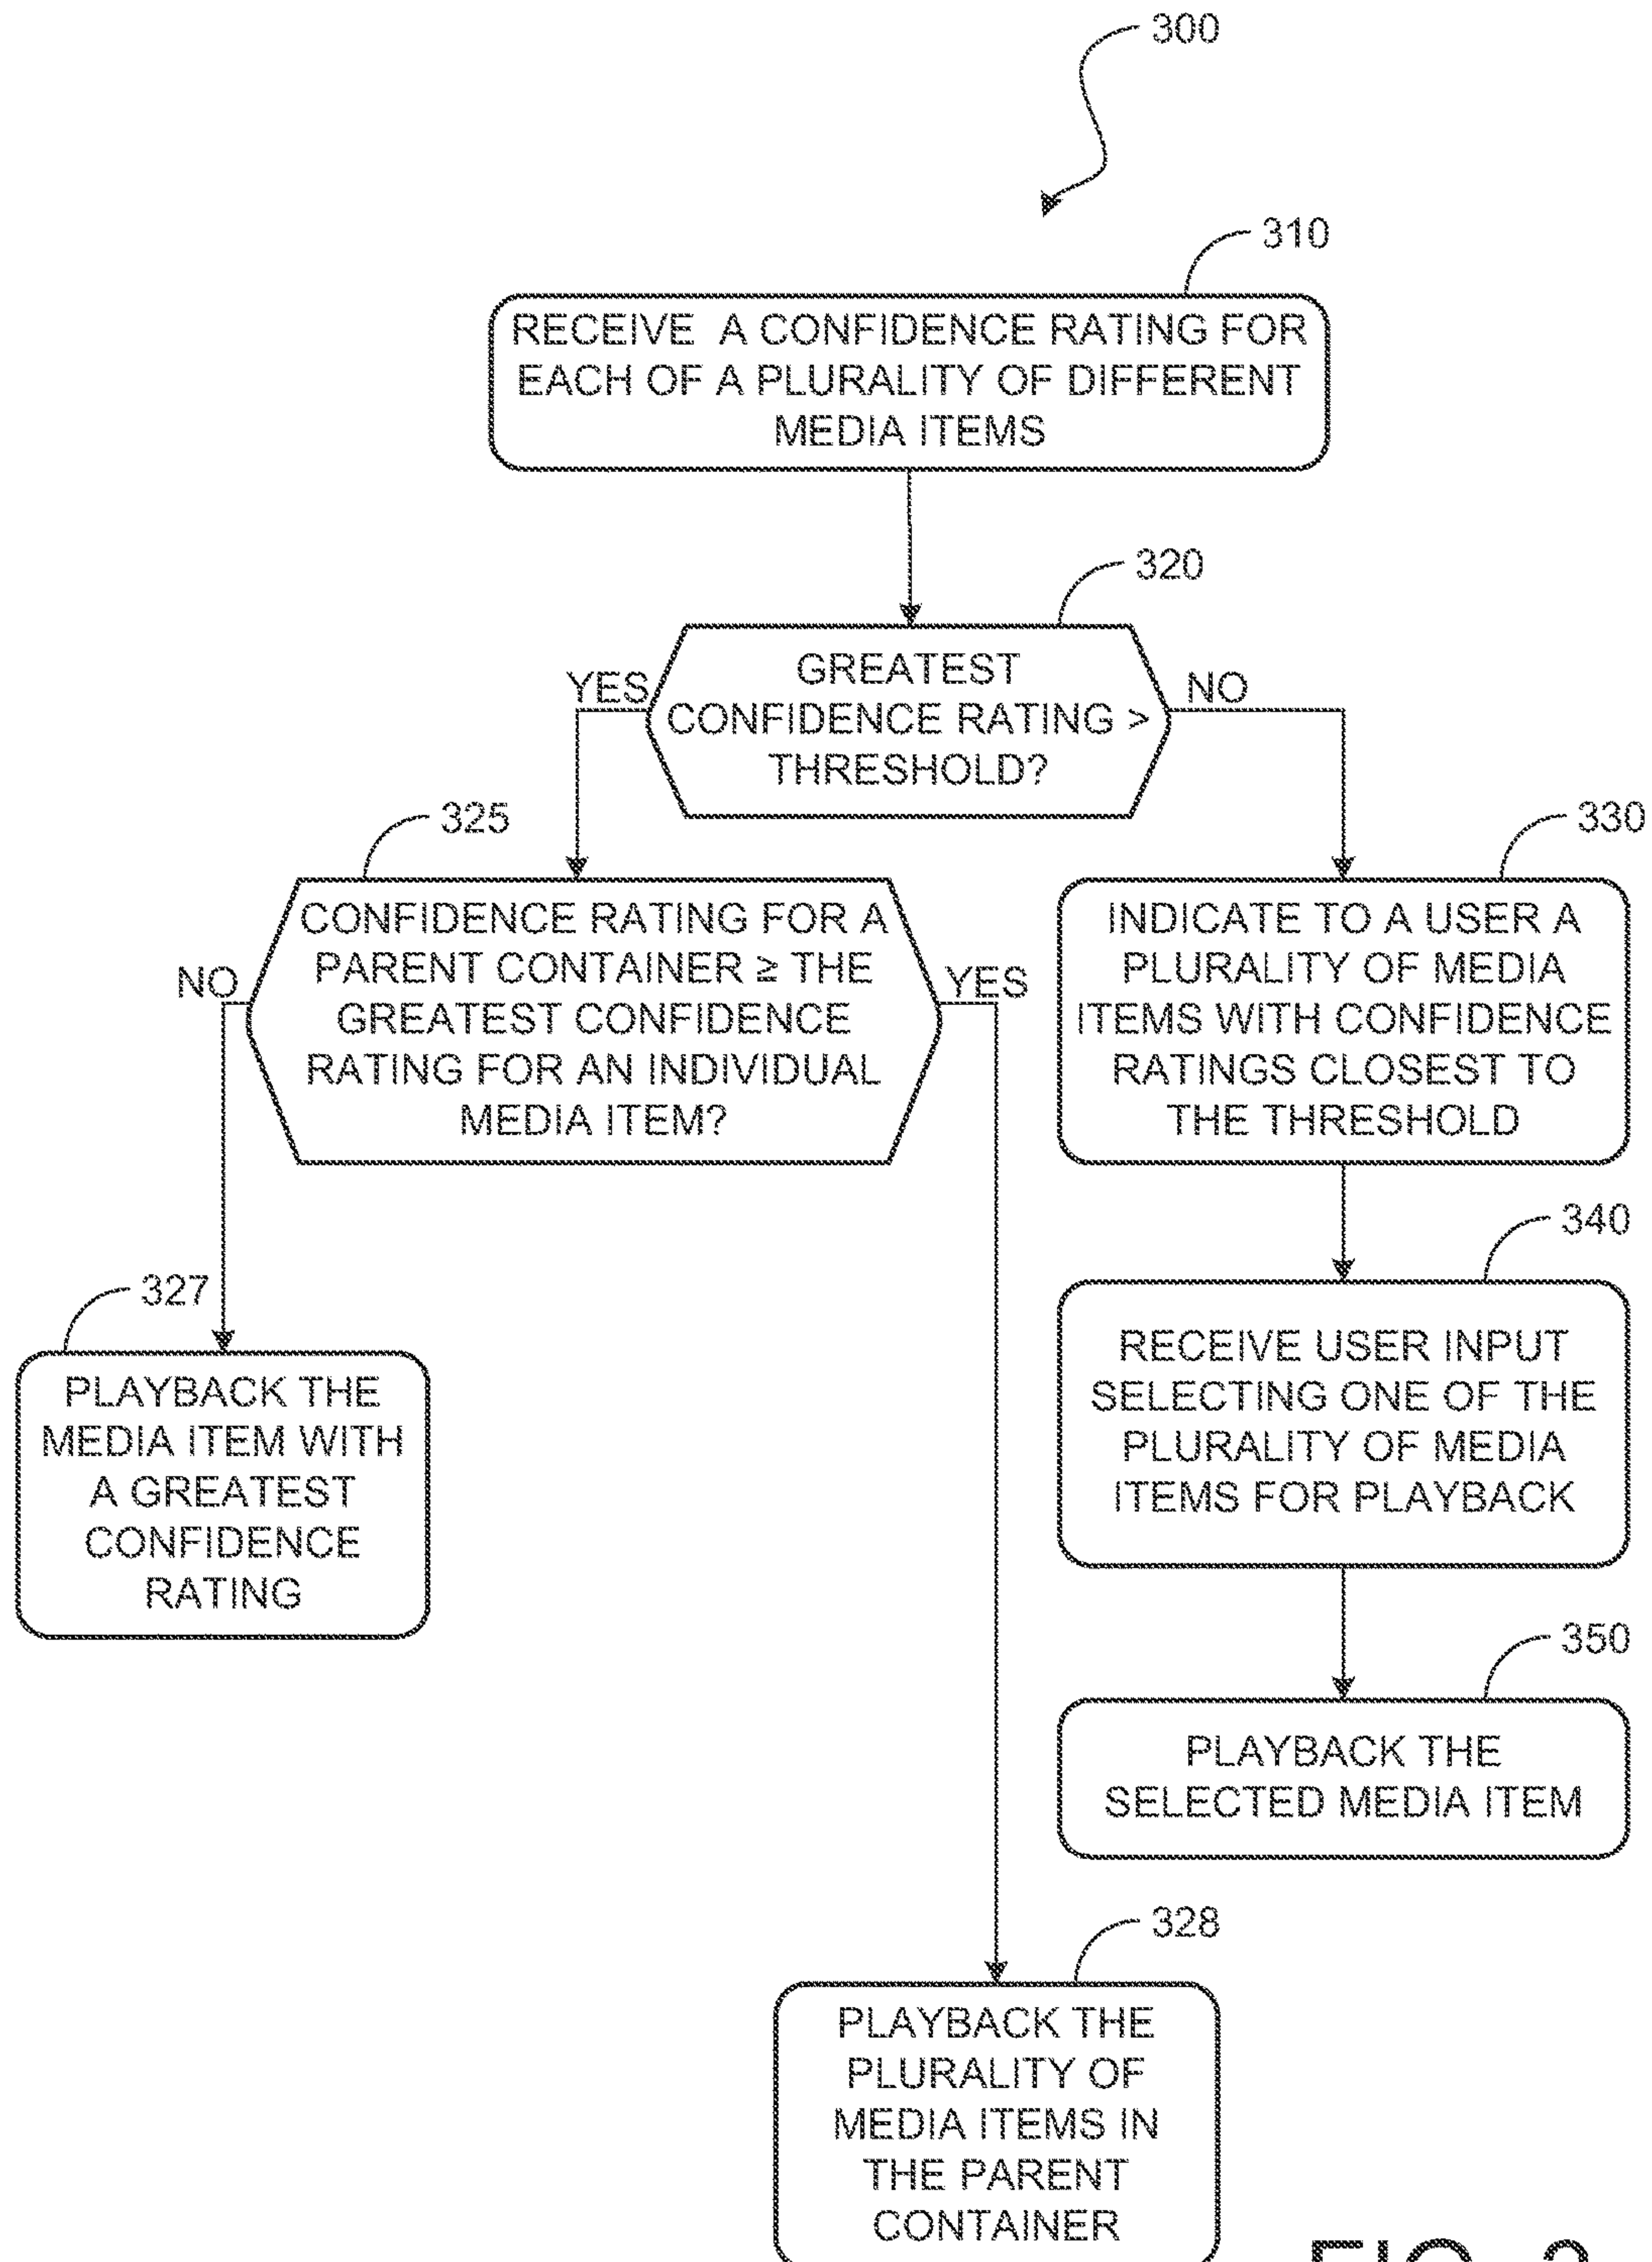 300
310
RECEIVE A CONFIDENCE RATING FOR
EACH OF A PLURALITY OF DIFFERENT
MEDIA ITEMS
320
GREATEST
CONFIDENCE RATING >
THRESHOLD?
YES
NO
325
CONFIDENCE RATING FOR A
PARENT CONTAINER ≥ THE
GREATEST CONFIDENCE
RATING FOR AN INDIVIDUAL
MEDIA ITEM?
NO
YES
330
INDICATE TO A USER A
PLURALITY OF MEDIA
ITEMS WITH CONFIDENCE
RATINGS CLOSEST TO
THE THRESHOLD
340
RECEIVE USER INPUT
SELECTING ONE OF THE
PLURALITY OF MEDIA
ITEMS FOR PLAYBACK
327
PLAYBACK THE
MEDIA ITEM WITH
A GREATEST
CONFIDENCE
RATING
350
PLAYBACK THE
SELECTED MEDIA ITEM
328
PLAYBACK THE
PLURALITY OF
MEDIA ITEMS IN
THE PARENT
CONTAINER
FIG.